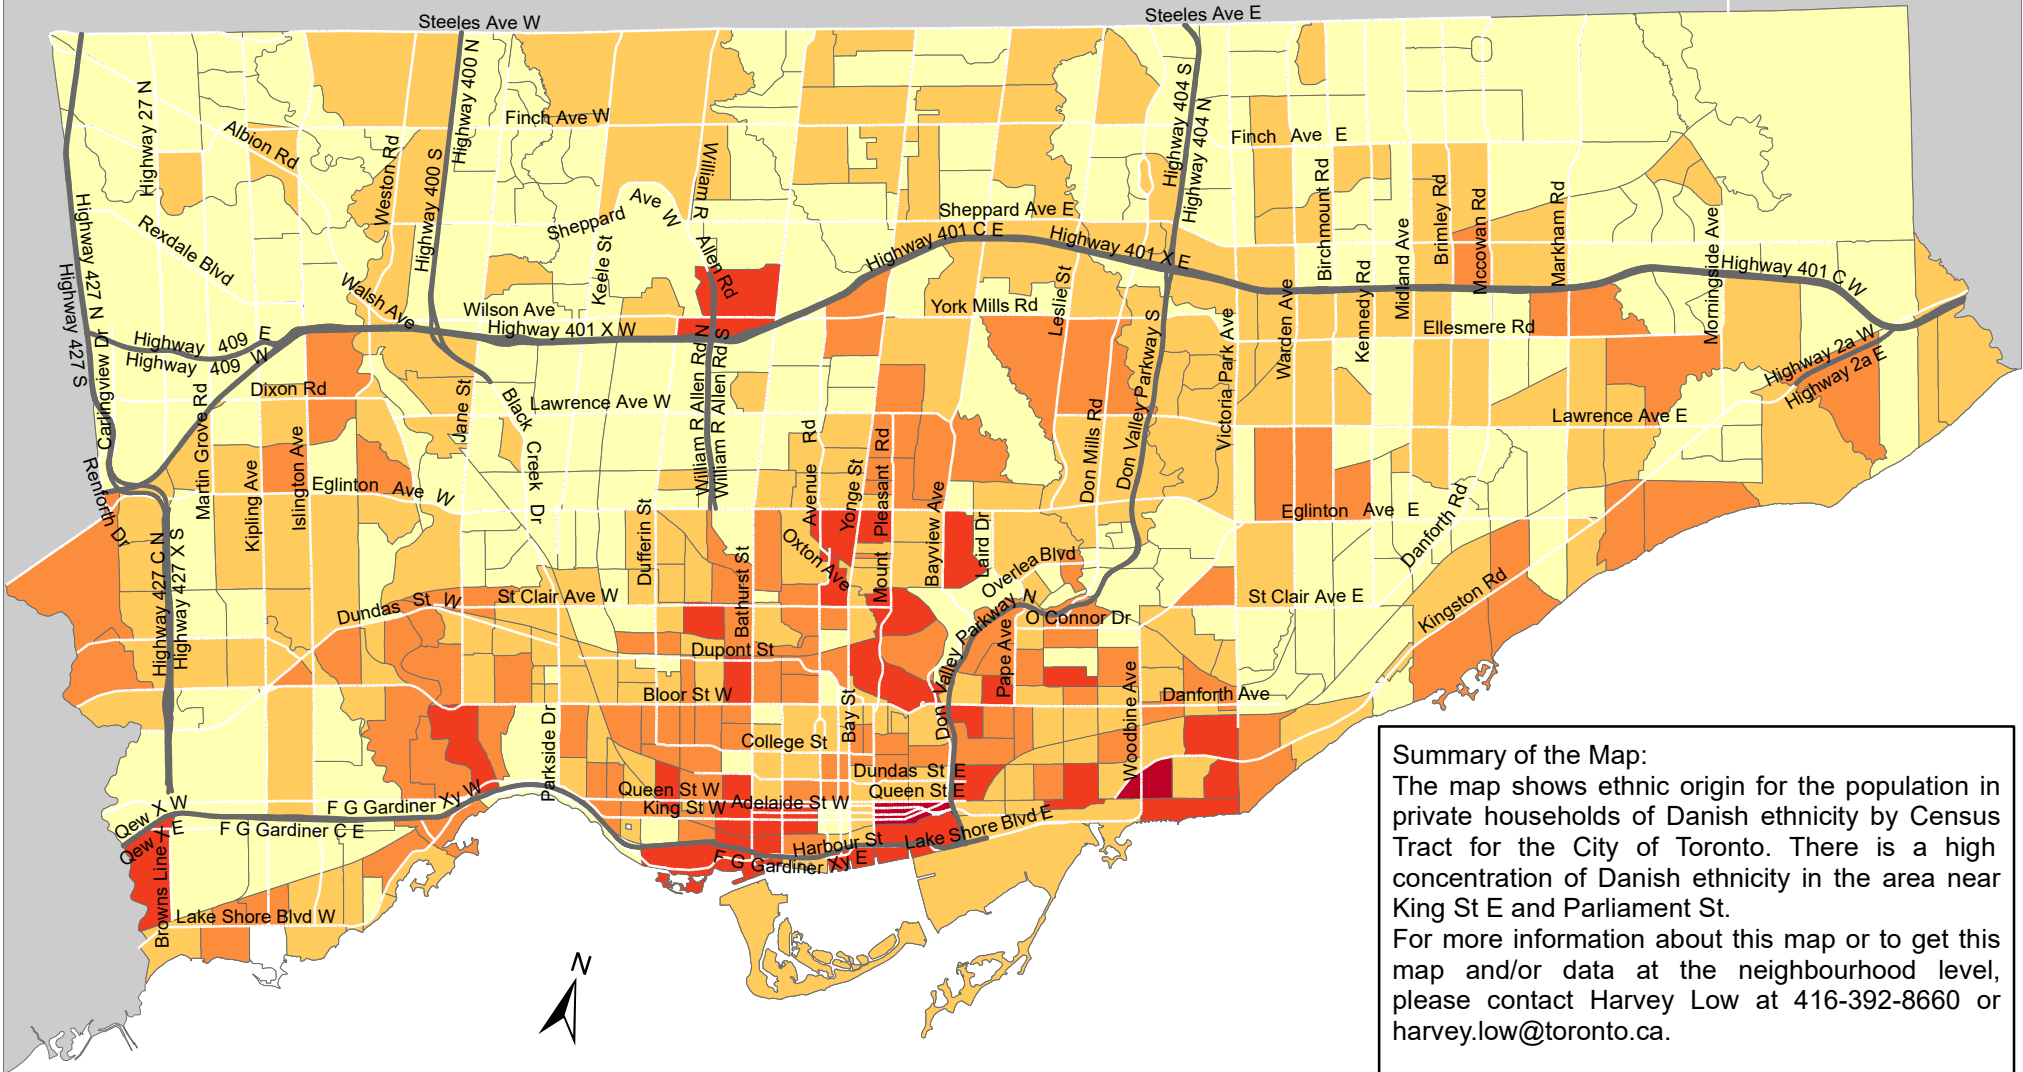 Steeles Ave W
Steeles Ave E
Highway 400 N
Highway 404 S
Highway 27 N
Finch Ave W
Highway 404 N
Finch Ave E
Albion Rd
Weston Rd
William R Allen Rd
Highway 400 S
Birchmount Rd
Brimley Rd
Mccowan Rd
Markham Rd
Highway 427 N
Rexdale Blvd
Sheppard Ave W
Sheppard Ave E
Midland Ave
Morningside Ave
Keele St
Highway 401 C E
Highway 401 X E
Highway 401 C W
Highway 427 S
Walsh Ave
Wilson Ave
York Mills Rd
Leslie St
Warden Ave
Kennedy Rd
Ellesmere Rd
Highway 401 X W
Highway 409 E
Highway 409 W
Carlingview Dr
William R Allen Rd N
William R Allen Rd S
Don Valley Parkway S
Victoria Park Ave
Highway 2a W
Highway 2a E
Dixon Rd
Martin Grove Rd
Jane St
Black Creek Dr
Lawrence Ave W
Lawrence Ave E
Avenue Rd
Yonge St
Mount Pleasant Rd
Don Mills Rd
Renforth Dr
Kipling Ave
Islington Ave
Eglinton Ave W
Eglinton Ave E
Dufferin St
Bathurst St
Oxton Ave
Bayview Ave
Laird Dr
Overlea Blvd
Danforth Rd
Highway 427 C N
Highway 427 X S
Dundas St W
St Clair Ave W
St Clair Ave E
Kingston Rd
Don Valley Parkway N
O Connor Dr
Pape Ave
Dupont St
Bloor St W
Bay St
Woodbine Ave
Danforth Ave
Parkside Dr
College St
Dundas St E
Queen St W
Queen St E
King St W
Adelaide St W
Qew X W
Qew X E
F G Gardiner Xy W
F G Gardiner C E
Harbour St
Lake Shore Blvd E
F G Gardiner Xy E
Browns Line
Lake Shore Blvd W
N
Summary of the Map:
The map shows ethnic origin for the population in
private households of Danish ethnicity by Census
Tract for the City of Toronto. There is a high
concentration of Danish ethnicity in the area near
King St E and Parliament St.
For more information about this map or to get this
map and/or data at the neighbourhood level,
please contact Harvey Low at 416-392-8660 or
harvey.low@toronto.ca.